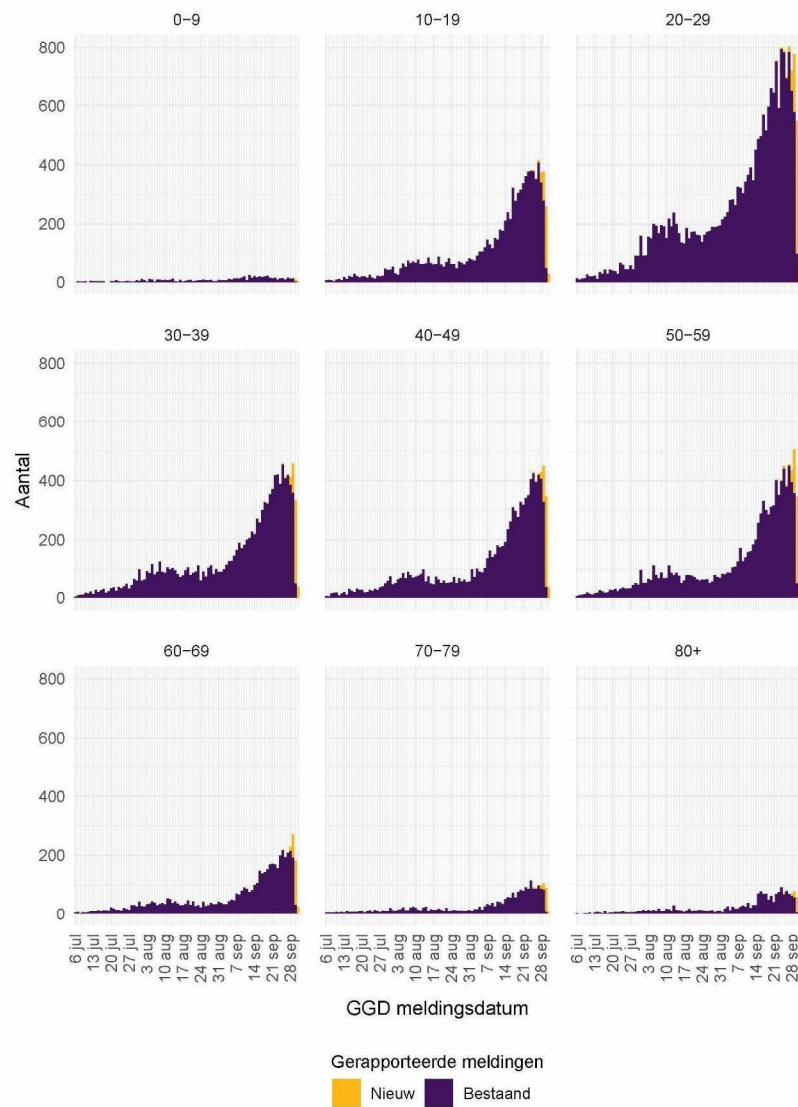 0−9 10−19 20−29
800
600
400
200
0
30−39 40−49 50−59
800
600
400
200
0
Aantal
60−69 70−79 80+
800
600
400
200
0
6 jul 13 jul 20 jul 27 jul 3 aug 10 aug 17 aug 24 aug 31 aug 7 sep 14 sep 21 sep 28 sep
6 jul 13 jul 20 jul 27 jul 3 aug 10 aug 17 aug 24 aug 31 aug 7 sep 14 sep 21 sep 28 sep
6 jul 13 jul 20 jul 27 jul 3 aug 10 aug 17 aug 24 aug 31 aug 7 sep 14 sep 21 sep 28 sep
GGD meldingsdatum
Gerapporteerde meldingen
Nieuw Bestaand